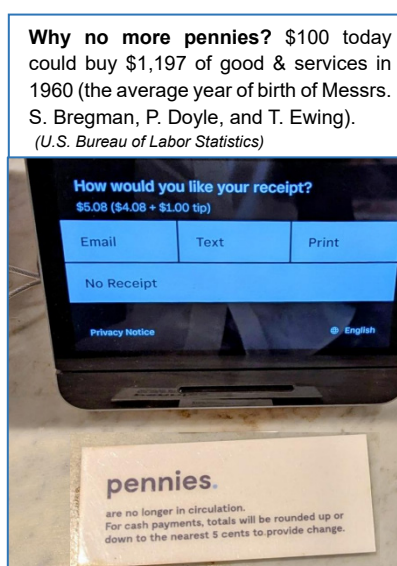 Why no more pennies? $100 today
could buy $1,197 of good & services in
1960 (the average year of birth of Messrs.
S. Bregman, P. Doyle, and T. Ewing).
(U.S. Bureau of Labor Statistics)
How would you like your receipt?
$5.08 ($4.08 + $1.00 tip)
Email Text Print
No Receipt
Privacy Notice English
pennies.
are no longer in circulation.
For cash payments, totals will be rounded up or
down to the nearest 5 cents to provide change.